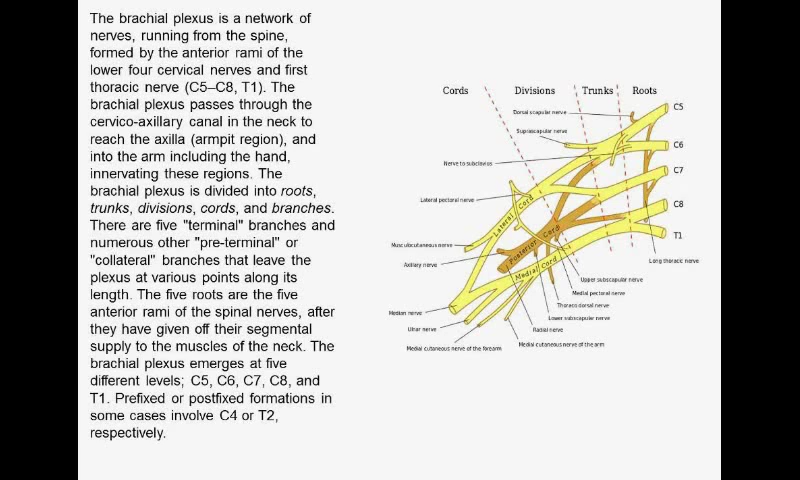 The brachial plexus is a network of
nerves, running from the spine,
formed by the anterior rami of the
lower four cervical nerves and first
thoracic nerve (C5–C8, T1). The
brachial plexus passes through the
cervico-axillary canal in the neck to
reach the axilla (armpit region), and
into the arm including the hand,
innervating these regions. The
brachial plexus is divided into roots,
trunks, divisions, cords, and branches.
There are five "terminal" branches and
numerous other "pre-terminal" or
"collateral" branches that leave the
plexus at various points along its
length. The five roots are the five
anterior rami of the spinal nerves, after
they have given off their segmental
supply to the muscles of the neck. The
brachial plexus emerges at five
different levels; C5, C6, C7, C8, and
T1. Prefixed or postfixed formations in
some cases involve C4 or T2,
respectively.
Cords
Divisions
Trunks
Roots
Dorsal scapular nerve
C5
Suprascapular nerve
C6
Nerve to subclavius
C7
Lateral pectoral nerve
Lateral Cord
C8
T1
Musculocutaneous nerve
Posterior Cord
Axillary nerve
Medial Cord
Long thoracic nerve
Upper subscapular nerve
Medial pectoral nerve
Thoraco dorsal nerve
Median nerve
Lower subscapular nerve
Ulnar nerve
Radial nerve
Medial cutaneous nerve of the forearm
Medial cutaneous nerve of the arm